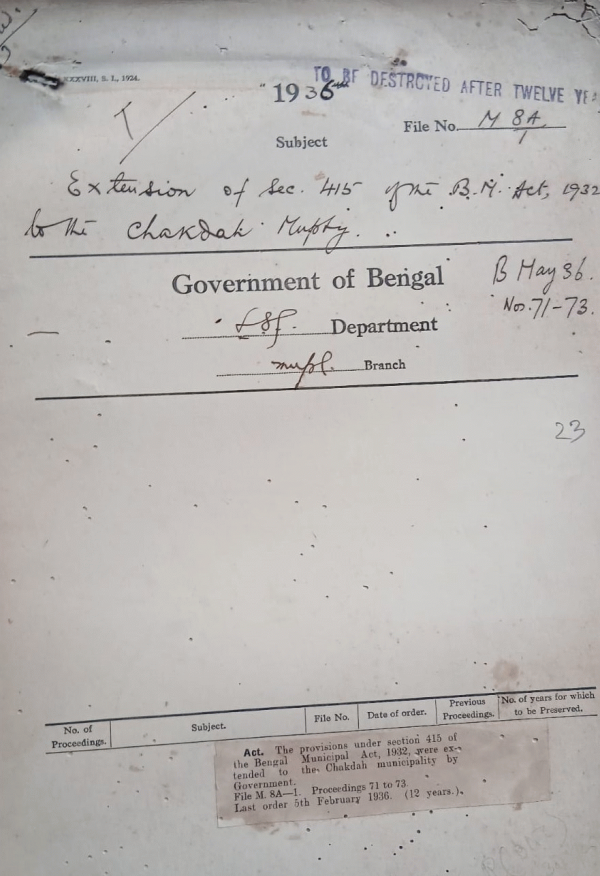 XXXVIII, S. I., 1924.
TO BE DESTROYED AFTER TWELVE YEA
1936
File No. M 8A/1
Subject
Extension of Sec. 415 of the B. M. Act, 1932
to the Chakdah Mupty. ..
Government of Bengal
B May 36.
Nos. 71-73.
LSG. Department
Mupl. Branch
23
No. of Proceedings.
Subject.
File No.
Date of order.
Previous Proceedings.
No. of years for which to be Preserved.
Act. The provisions under section 415 of
the Bengal Municipal Act, 1932, were ex-
tended to the Chakdah municipality by
Government.
File M. 8A—1. Proceedings 71 to 73.
Last order 5th February 1936. (12 years.).